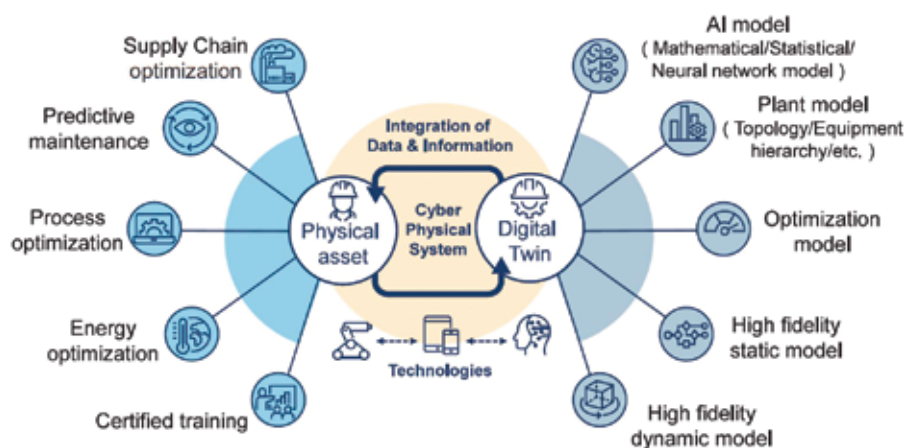 Supply Chain
optimization
Predictive
maintenance
Process
optimization
Energy
optimization
Certified training
Integration of
Data & Information
Physical
asset
Cyber
Physical
System
Digital
Twin
Technologies
AI model
( Mathematical/Statistical/
Neural network model )
Plant model
( Topology/Equipment
hierarchy/etc. )
Optimization
model
High fidelity
static model
High fidelity
dynamic model